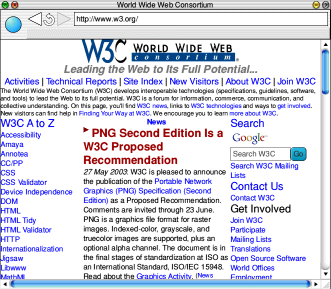 World Wide Web Consortium
http://www.w3.org/
W3C WORLD WIDE WEB
consortium
Leading the Web to Its Full Potential...
Activities | Technical Reports | Site Index | New Visitors | About W3C | Join W3C
The World Wide Web Consortium (W3C) develops interoperable technologies (specifications, guidelines, software,
and tools) to lead the Web to its full potential. W3C is a forum for information, commerce, communication, and
collective understanding. On this page, you'll find W3C news, links to W3C technologies and ways to get involved.
New visitors can find help in Finding Your Way at W3C. We encourage you to learn more about W3C.
W3C A to Z
Accessibility
Amaya
Annotea
CC/PP
CSS
CSS Validator
Device Independence
DOM
HTML
HTML Tidy
HTML Validator
HTTP
Internationalization
Jigsaw
Libwww
MathML
News
PNG Second Edition Is a
W3C Proposed
Recommendation
27 May 2003: W3C is pleased to announce
the publication of the Portable Network
Graphics (PNG) Specification (Second
Edition) as a Proposed Recommendation.
Comments are invited through 23 June.
PNG is a graphics file format for raster
images. Indexed-color, grayscale, and
truecolor images are supported, plus an
optional alpha channel. The document is in
the final stages of standardization at ISO as
an International Standard, ISO/IEC 15948.
Read about the Graphics Activity. (News
Search
Google™
Search W3C Go
Search W3C Mailing
Lists
Contact Us
Contact W3C
Get Involved
Join W3C
Participate
Mailing Lists
Translations
Open Source Software
World Offices
Employment